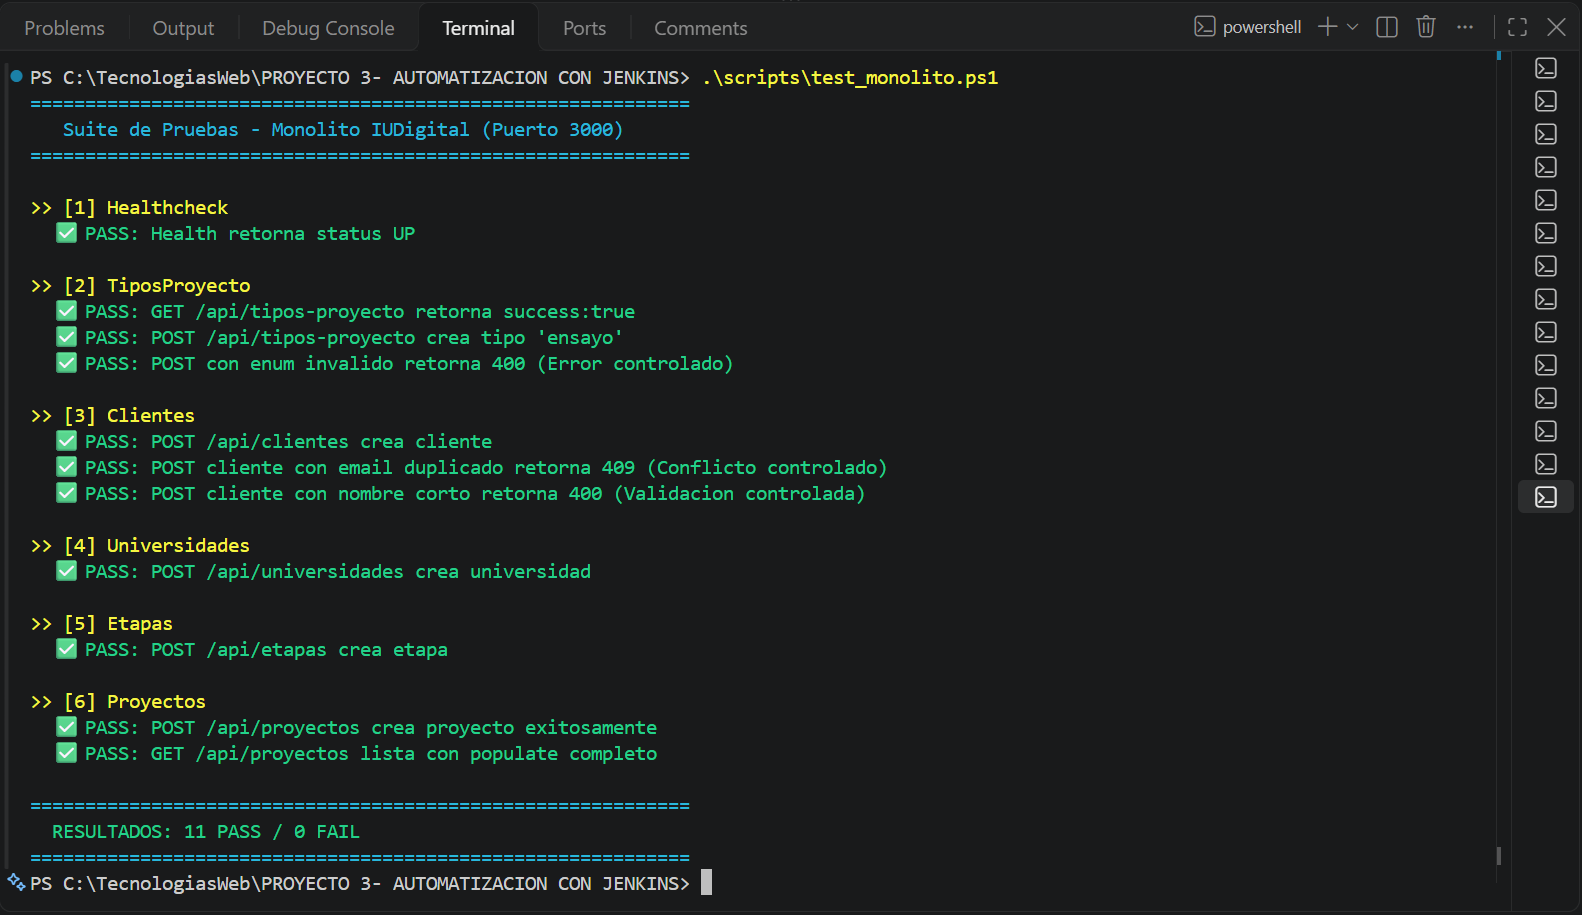 Problems Output Debug Console Terminal Ports Comments powershell
PS C:\TecnologiasWeb\PROYECTO 3- AUTOMATIZACION CON JENKINS> .\scripts\test_monolito.ps1
============================================================
Suite de Pruebas - Monolito IUDigital (Puerto 3000)
============================================================
>> [1] Healthcheck
✅ PASS: Health retorna status UP
>> [2] TiposProyecto
✅ PASS: GET /api/tipos-proyecto retorna success:true
✅ PASS: POST /api/tipos-proyecto crea tipo 'ensayo'
✅ PASS: POST con enum invalido retorna 400 (Error controlado)
>> [3] Clientes
✅ PASS: POST /api/clientes crea cliente
✅ PASS: POST cliente con email duplicado retorna 409 (Conflicto controlado)
✅ PASS: POST cliente con nombre corto retorna 400 (Validacion controlada)
>> [4] Universidades
✅ PASS: POST /api/universidades crea universidad
>> [5] Etapas
✅ PASS: POST /api/etapas crea etapa
>> [6] Proyectos
✅ PASS: POST /api/proyectos crea proyecto exitosamente
✅ PASS: GET /api/proyectos lista con populate completo
============================================================
RESULTADOS: 11 PASS / 0 FAIL
============================================================
PS C:\TecnologiasWeb\PROYECTO 3- AUTOMATIZACION CON JENKINS>